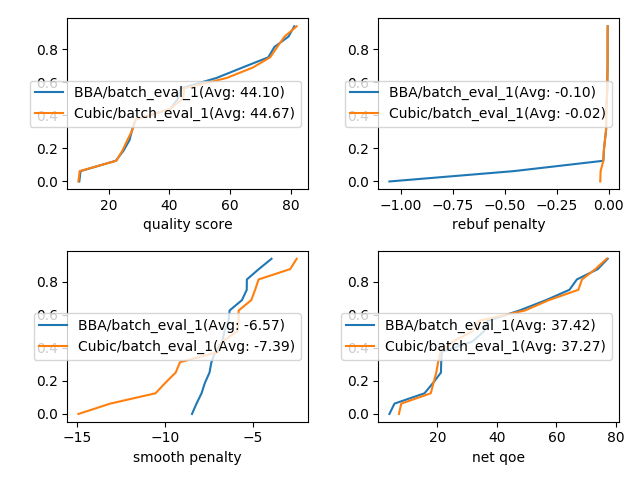 0.8
0.6
0.4
0.2
0.0
BBA/batch_eval_1(Avg: 44.10)
Cubic/batch_eval_1(Avg: 44.67)
20 40 60 80
quality score
0.8
0.6
0.4
0.2
0.0
BBA/batch_eval_1(Avg: -0.10)
Cubic/batch_eval_1(Avg: -0.02)
−1.00 −0.75 −0.50 −0.25 0.00
rebuf penalty
0.8
0.6
0.4
0.2
0.0
BBA/batch_eval_1(Avg: -6.57)
Cubic/batch_eval_1(Avg: -7.39)
−15 −10 −5
smooth penalty
0.8
0.6
0.4
0.2
0.0
BBA/batch_eval_1(Avg: 37.42)
Cubic/batch_eval_1(Avg: 37.27)
20 40 60 80
net qoe